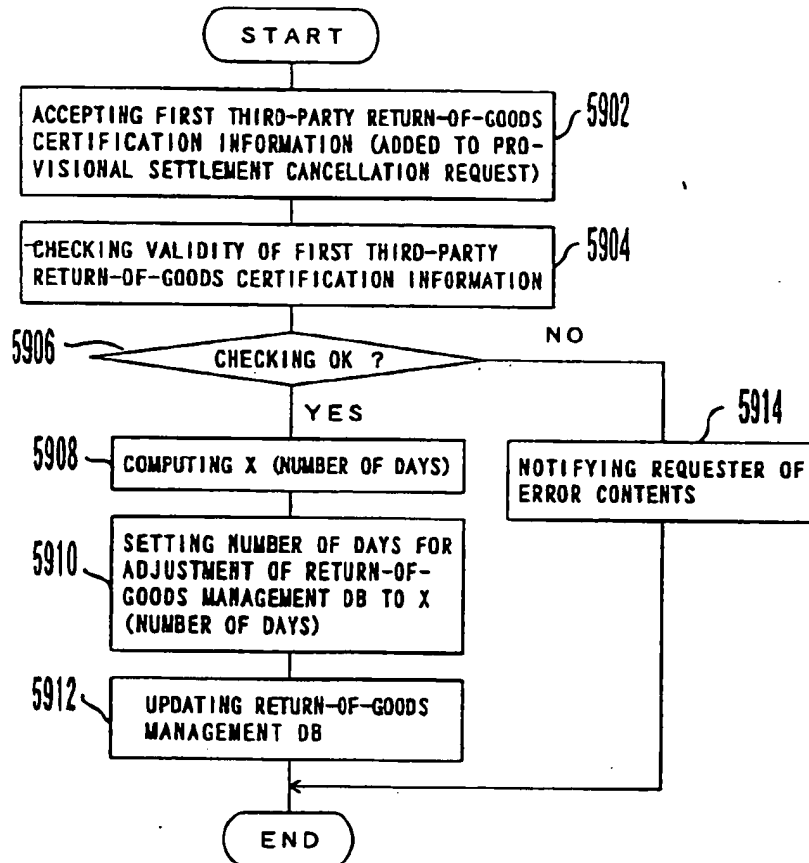 START
ACCEPTING FIRST THIRD-PARTY RETURN-OF-GOODS
CERTIFICATION INFORMATION (ADDED TO PRO-
VISIONAL SETTLEMENT CANCELLATION REQUEST)
5902
CHECKING VALIDITY OF FIRST THIRD-PARTY
RETURN-OF-GOODS CERTIFICATION INFORMATION
5904
5906
CHECKING OK ?
NO
YES
5908
COMPUTING X (NUMBER OF DAYS)
5914
NOTIFYING REQUESTER OF
ERROR CONTENTS
5910
SETTING NUMBER OF DAYS FOR
ADJUSTMENT OF RETURN-OF-
GOODS MANAGEMENT DB TO X
(NUMBER OF DAYS)
5912
UPDATING RETURN-OF-GOODS
MANAGEMENT DB
END